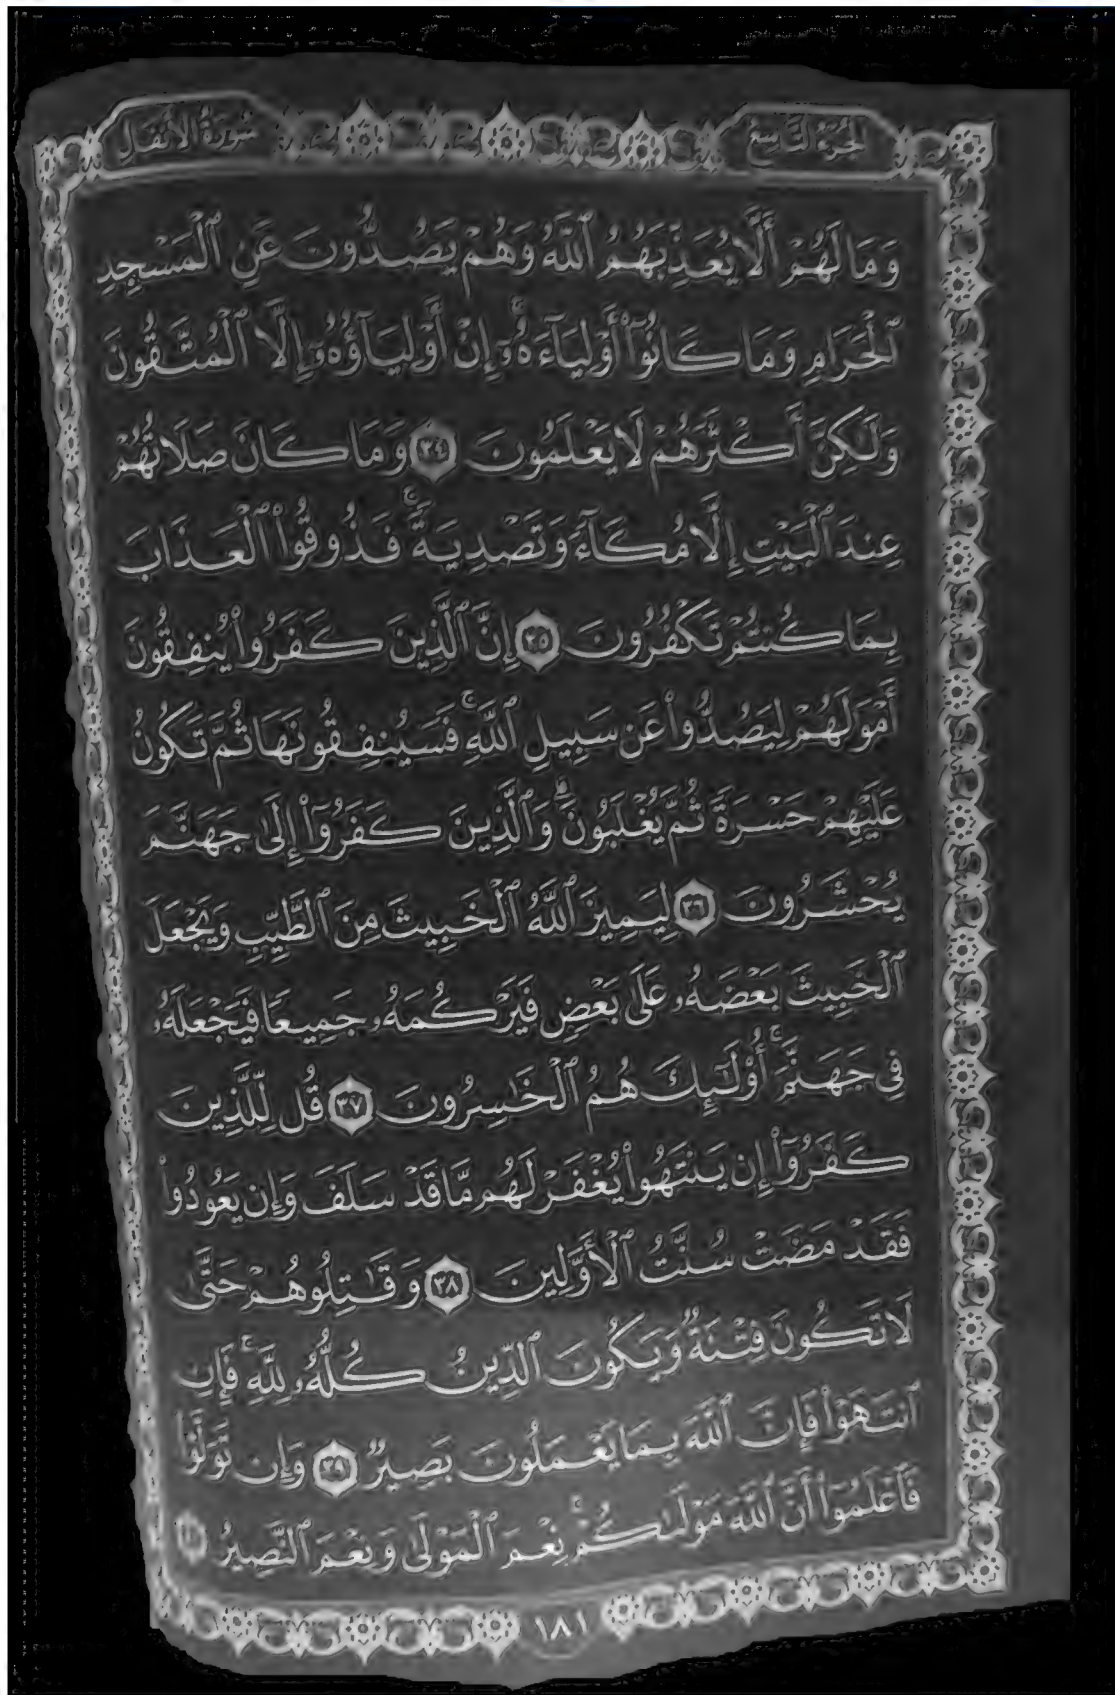 الجزء التاسع
سورة الأنفال
وَمَا لَهُمْ أَلَّا يُعَذِّبَهُمُ ٱللَّهُ وَهُمْ يَصُدُّونَ عَنِ ٱلْمَسْجِدِ
ٱلْحَرَامِ وَمَا كَانُوٓا۟ أَوْلِيَآءَهُۥٓ ۚ إِنْ أَوْلِيَآؤُهُۥٓ إِلَّا ٱلْمُتَّقُونَ
وَلَـٰكِنَّ أَكْثَرَهُمْ لَا يَعْلَمُونَ ٣٤ وَمَا كَانَ صَلَاتُهُمْ
عِندَ ٱلْبَيْتِ إِلَّا مُكَآءً وَتَصْدِيَةً ۚ فَذُوقُوا۟ ٱلْعَذَابَ
بِمَا كُنتُمْ تَكْفُرُونَ ٣٥ إِنَّ ٱلَّذِينَ كَفَرُوا۟ يُنفِقُونَ
أَمْوَٰلَهُمْ لِيَصُدُّوا۟ عَن سَبِيلِ ٱللَّهِ ۚ فَسَيُنفِقُونَهَا ثُمَّ تَكُونُ
عَلَيْهِمْ حَسْرَةً ثُمَّ يُغْلَبُونَ ۗ وَٱلَّذِينَ كَفَرُوٓا۟ إِلَىٰ جَهَنَّمَ
يُحْشَرُونَ ٣٦ لِيَمِيزَ ٱللَّهُ ٱلْخَبِيثَ مِنَ ٱلطَّيِّبِ وَيَجْعَلَ
ٱلْخَبِيثَ بَعْضَهُۥ عَلَىٰ بَعْضٍ فَيَرْكُمَهُۥ جَمِيعًا فَيَجْعَلَهُۥ
فِى جَهَنَّمَ ۚ أُو۟لَـٰٓئِكَ هُمُ ٱلْخَـٰسِرُونَ ٣٧ قُل لِّلَّذِينَ
كَفَرُوٓا۟ إِن يَنتَهُوا۟ يُغْفَرْ لَهُم مَّا قَدْ سَلَفَ وَإِن يَعُودُوا۟
فَقَدْ مَضَتْ سُنَّتُ ٱلْأَوَّلِينَ ٣٨ وَقَـٰتِلُوهُمْ حَتَّىٰ
لَا تَكُونَ فِتْنَةٌ وَيَكُونَ ٱلدِّينُ كُلُّهُۥ لِلَّهِ ۚ فَإِنِ
ٱنتَهَوْا۟ فَإِنَّ ٱللَّهَ بِمَا يَعْمَلُونَ بَصِيرٌ ٣٩ وَإِن تَوَلَّوْا۟
فَٱعْلَمُوٓا۟ أَنَّ ٱللَّهَ مَوْلَىٰكُمْ ۚ نِعْمَ ٱلْمَوْلَىٰ وَنِعْمَ ٱلنَّصِيرُ ٤٠
١٨١